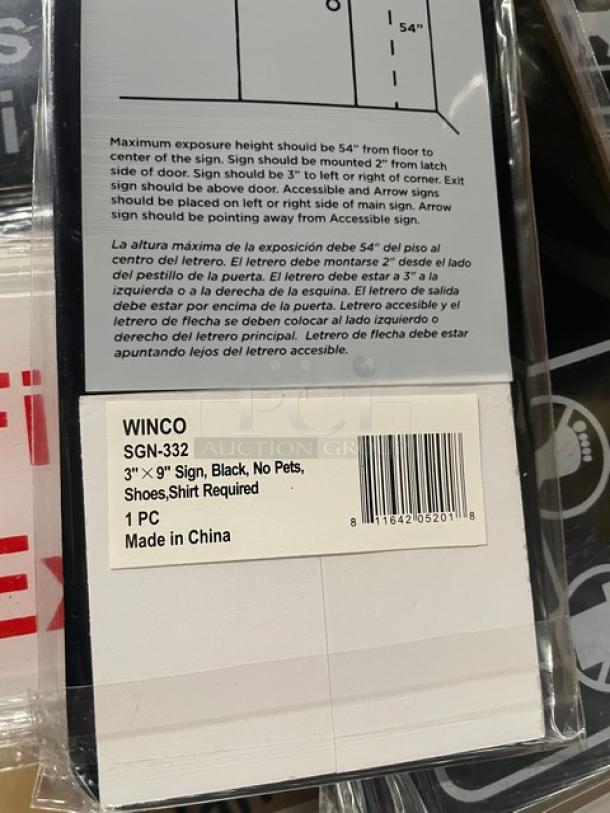 54"
Maximum exposure height should be 54" from floor to
center of the sign. Sign should be mounted 2" from latch
side of door. Sign should be 3" to left or right of corner. Exit
sign should be above door. Accessible and Arrow signs
should be placed on left or right side of main sign. Arrow
sign should be pointing away from Accessible sign.
La altura máxima de la exposición debe 54" del piso al
centro del letrero. El letrero debe montarse 2" desde el lado
del pestillo de la puerta. El letrero debe estar a 3" a la
izquierda o a la derecha de la esquina. El letrero de salida
debe estar por encima de la puerta. Letrero accesible y el
letrero de flecha se deben colocar al lado izquierdo o
derecho del letrero principal. Letrero de flecha debe estar
apuntando lejos del letrero accesible.
PCI
AUCTION GROUP
WINCO
SGN-332
3" X 9" Sign, Black, No Pets,
Shoes,Shirt Required
1 PC
Made in China
8 11642 05201 8
Fi
Ex